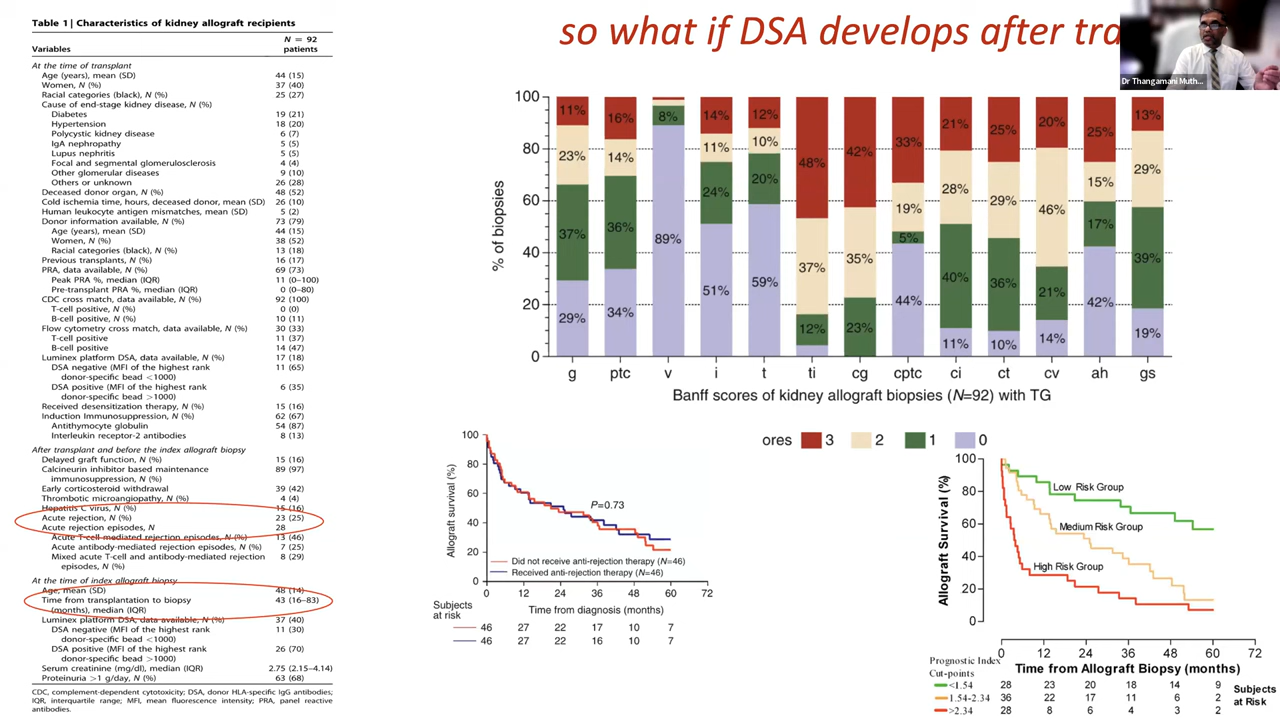 Table 1 | Characteristics of kidney allograft recipients
N = 92
Variables patients
At the time of transplant
Age (years), mean (SD) 44 (15)
Women, N (%) 37 (40)
Racial categories (black), N (%) 25 (27)
Cause of end-stage kidney disease, N (%)
Diabetes 19 (21)
Hypertension 18 (20)
Polycystic kidney disease 6 (7)
IgA nephropathy 5 (5)
Lupus nephritis 5 (5)
Focal and segmental glomerulosclerosis 4 (4)
Other glomerular diseases 9 (10)
Others or unknown 26 (28)
Deceased donor organ, N (%) 48 (52)
Cold ischemia time, hours, deceased donor, mean (SD) 26 (10)
Human leukocyte antigen mismatches, mean (SD) 5 (2)
Donor information available, N (%) 73 (79)
Age (years), mean (SD) 44 (15)
Women, N (%) 38 (52)
Racial categories (black), N (%) 13 (18)
Previous transplants, N (%) 16 (17)
PRA, data available, N (%) 69 (73)
Peak PRA %, median (IQR) 11 (0–100)
Pre-transplant PRA %, median (IQR) 0 (0–80)
CDC cross match, data available, N (%) 92 (100)
T-cell positive, N (%) 0 (0)
B-cell positive, N (%) 10 (11)
Flow cytometry cross match, data available, N (%) 30 (33)
T-cell positive 11 (37)
B-cell positive 14 (47)
Luminex platform DSA, data available, N (%) 17 (18)
DSA negative (MFI of the highest rank 11 (65)
donor-specific bead <1000)
DSA positive (MFI of the highest rank 6 (35)
donor-specific bead >1000)
Received desensitization therapy, N (%) 15 (16)
Induction Immunosuppression, N (%) 62 (67)
Antithymocyte globulin 54 (87)
Interleukin receptor-2 antibodies 8 (13)
After transplant and before the index allograft biopsy
Delayed graft function, N (%) 15 (16)
Calcineurin inhibitor based maintenance 89 (97)
immunosuppression, N (%)
Early corticosteroid withdrawal 39 (42)
Thrombotic microangiopathy, N (%) 4 (4)
Hepatitis C virus, N (%) 15 (16)
Acute rejection, N (%) 23 (25)
Acute rejection episodes, N 28
Acute T-cell mediated rejection episodes, N (%) 13 (46)
Acute antibody-mediated rejection episodes, N (%) 7 (25)
Mixed acute T-cell and antibody-mediated rejection 8 (29)
episodes, N (%)
At the time of index allograft biopsy
Age, mean (SD) 48 (14)
Time from transplantation to biopsy 43 (16–83)
(months), median (IQR)
Luminex platform DSA, data available, N (%) 37 (40)
DSA negative (MFI of the highest rank 11 (30)
donor-specific bead <1000)
DSA positive (MFI of the highest rank 26 (70)
donor-specific bead >1000)
Serum creatinine (mg/dl), median (IQR) 2.75 (2.15–4.14)
Proteinuria >1 g/day, N (%) 63 (68)
CDC, complement-dependent cytotoxicity; DSA, donor HLA-specific IgG antibodies;
IQR, interquartile range; MFI, mean fluorescence intensity; PRA, panel reactive
antibodies.
so what if DSA develops after tra
Dr Thangamani Muth...
% of biopsies
100
80
60
40
20
0
11% 23% 37% 29%
16% 14% 36% 34%
8% 89%
14% 11% 24% 51%
12% 10% 20% 59%
48% 37% 12%
42% 35% 23%
33% 19% 5% 44%
21% 28% 40% 11%
25% 29% 36% 10%
20% 46% 21% 14%
25% 15% 17% 42%
13% 29% 39% 19%
g ptc v i t ti cg cptc ci ct cv ah gs
Banff scores of kidney allograft biopsies (N=92) with TG
ores 3 2 1 0
Allograft survival (%)
100
80
60
40
20
0
P=0.73
Did not receive anti-rejection therapy (N=46)
Received anti-rejection therapy (N=46)
0 12 24 36 48 60 72
Subjects at risk
Time from diagnosis (months)
46 27 22 17 10 7
46 27 22 16 10 7
Allograft Survival (%)
100
80
60
40
20
0
Low Risk Group
Medium Risk Group
High Risk Group
0 12 24 36 48 60 72
Prognostic Index
Cut-points
Time from Allograft Biopsy (months)
<1.54 28 23 20 18 14 9
1.54-2.34 36 22 17 11 6 2
>2.34 28 8 6 4 3 2
Subjects
at Risk